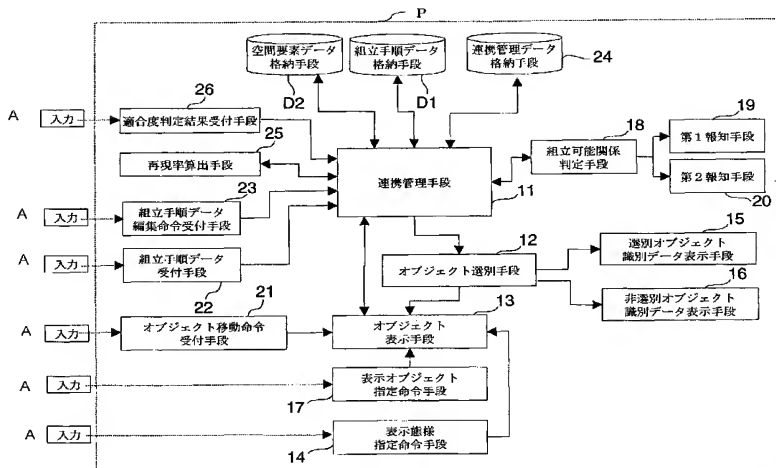 P
空間要素データ
格納手段
D2
組立手順データ
格納手段
D1
連携管理データ
格納手段
24
A
入力
26
適合度判定結果受付手段
25
再現率算出手段
連携管理手段
11
18
組立可能関係
判定手段
19
第1報知手段
第2報知手段
20
A
入力
23
組立手順データ
編集命令受付手段
A
入力
組立手順データ
受付手段
22
12
オブジェクト選別手段
15
選別オブジェクト
識別データ表示手段
16
非選別オブジェクト
識別データ表示手段
A
入力
21
オブジェクト移動命令
受付手段
13
オブジェクト
表示手段
A
入力
表示オブジェクト
指定命令手段
17
A
入力
表示態様
指定命令手段
14